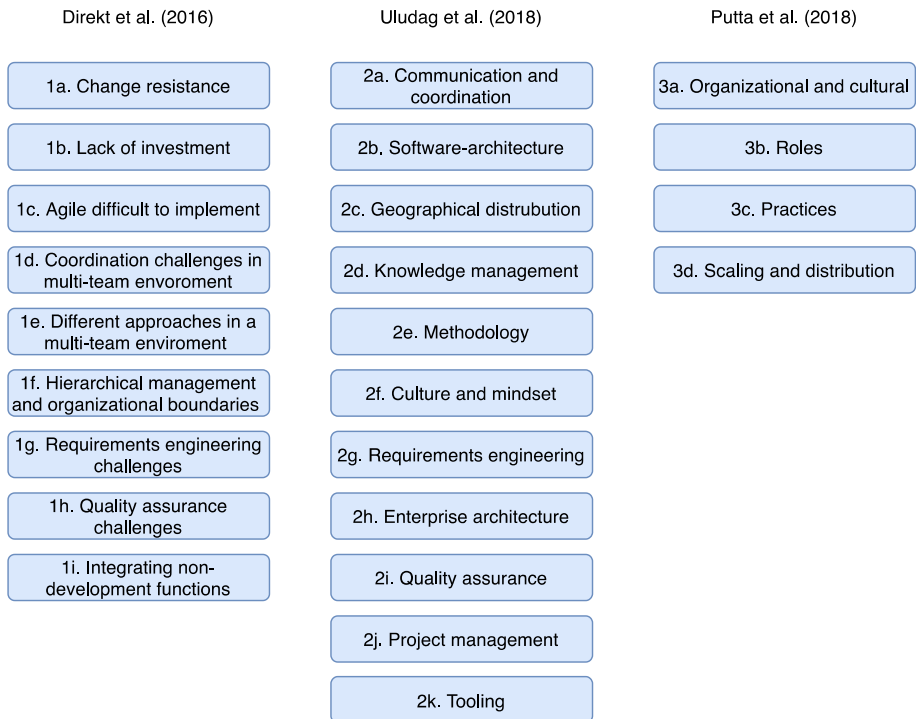 Direkt et al. (2016)
1a. Change resistance
1b. Lack of investment
1c. Agile difficult to implement
1d. Coordination challenges in
multi-team envoroment
1e. Different approaches in a
multi-team enviroment
1f. Hierarchical management
and organizational boundaries
1g. Requirements engineering
challenges
1h. Quality assurance
challenges
1i. Integrating non-
development functions
Uludag et al. (2018)
2a. Communication and
coordination
2b. Software-architecture
2c. Geographical distrubution
2d. Knowledge management
2e. Methodology
2f. Culture and mindset
2g. Requirements engineering
2h. Enterprise architecture
2i. Quality assurance
2j. Project management
2k. Tooling
Putta et al. (2018)
3a. Organizational and cultural
3b. Roles
3c. Practices
3d. Scaling and distribution